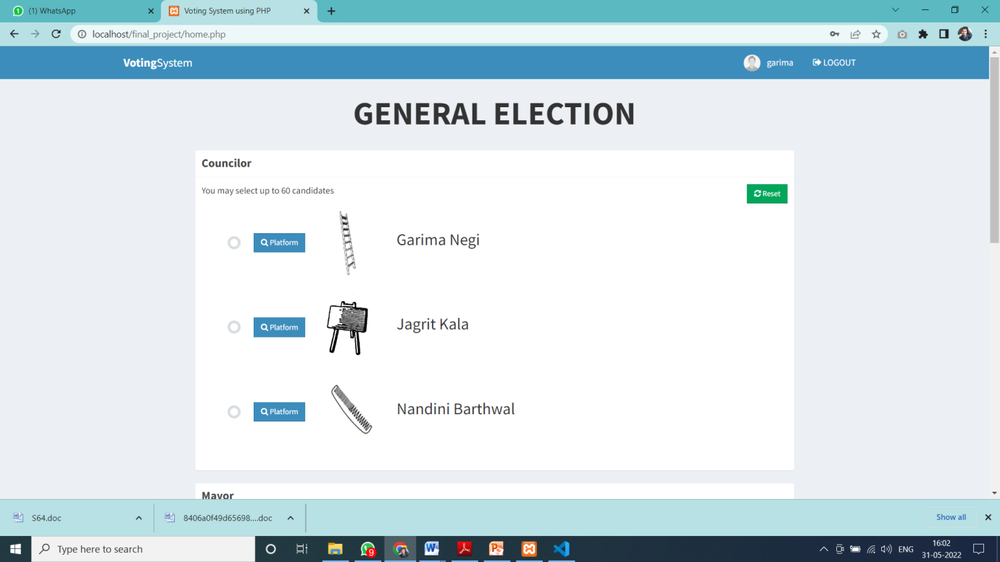 (1) WhatsApp
Voting System using PHP
localhost/final_project/home.php
VotingSystem
garima
LOGOUT
GENERAL ELECTION
Councilor
You may select up to 60 candidates
Reset
Platform
Garima Negi
Platform
Jagrit Kala
Platform
Nandini Barthwal
Mayor
S64.doc
8406a0f49d65698....doc
Show all
Type here to search
9
ENG
16:02
31-05-2022